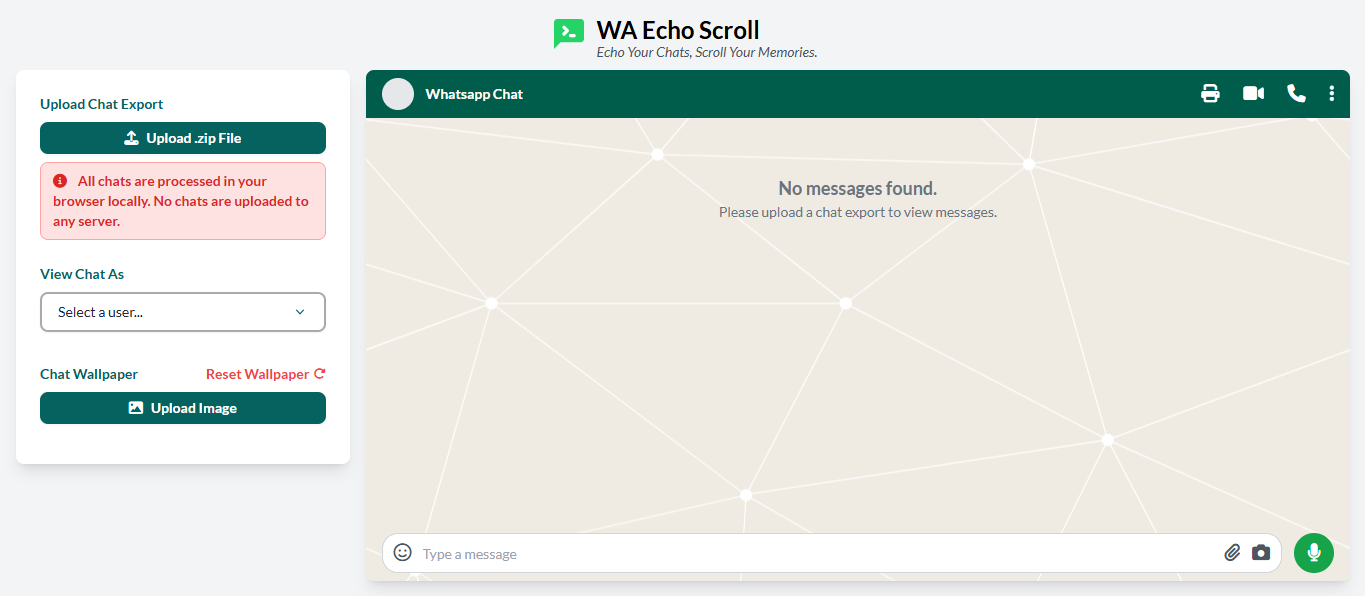 WA Echo Scroll
Echo Your Chats, Scroll Your Memories.
Upload Chat Export
Upload .zip File
All chats are processed in your
browser locally. No chats are uploaded to
any server.
View Chat As
Select a user...
Chat Wallpaper
Reset Wallpaper
Upload Image
Whatsapp Chat
No messages found.
Please upload a chat export to view messages.
Type a message